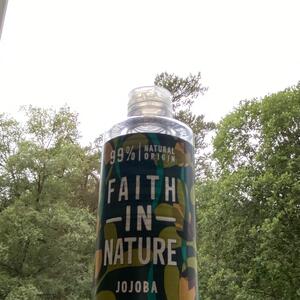 99% | NATURAL
ORIGIN
FAITH
IN
NATURE
JOJOBA